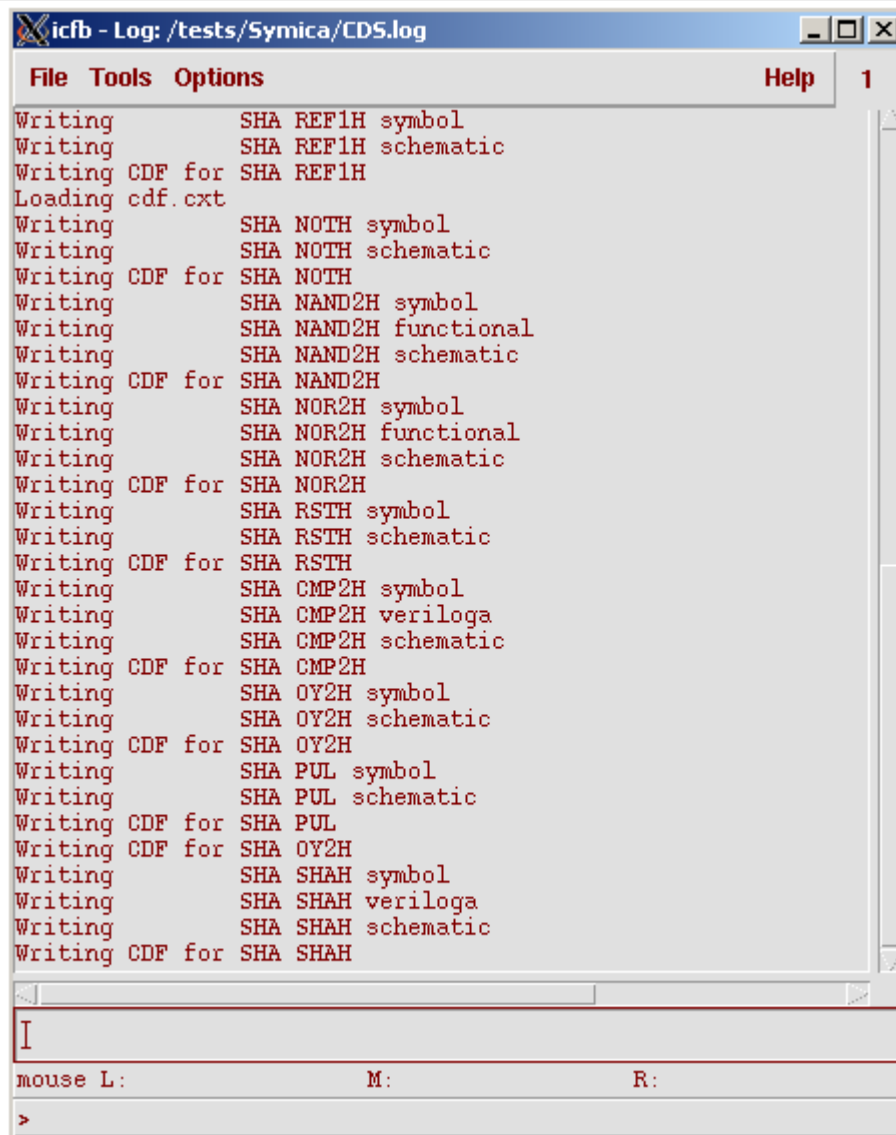 icfb - Log: /tests/Symica/CDS.log
File Tools Options Help 1
Writing SHA REF1H symbol
Writing SHA REF1H schematic
Writing CDF for SHA REF1H
Loading cdf.cxt
Writing SHA NOTH symbol
Writing SHA NOTH schematic
Writing CDF for SHA NOTH
Writing SHA NAND2H symbol
Writing SHA NAND2H functional
Writing SHA NAND2H schematic
Writing CDF for SHA NAND2H
Writing SHA NOR2H symbol
Writing SHA NOR2H functional
Writing SHA NOR2H schematic
Writing CDF for SHA NOR2H
Writing SHA RSTH symbol
Writing SHA RSTH schematic
Writing CDF for SHA RSTH
Writing SHA CMP2H symbol
Writing SHA CMP2H veriloga
Writing SHA CMP2H schematic
Writing CDF for SHA CMP2H
Writing SHA OY2H symbol
Writing SHA OY2H schematic
Writing CDF for SHA OY2H
Writing SHA PUL symbol
Writing SHA PUL schematic
Writing CDF for SHA PUL
Writing CDF for SHA OY2H
Writing SHA SHAH symbol
Writing SHA SHAH veriloga
Writing SHA SHAH schematic
Writing CDF for SHA SHAH
mouse L: M: R:
>